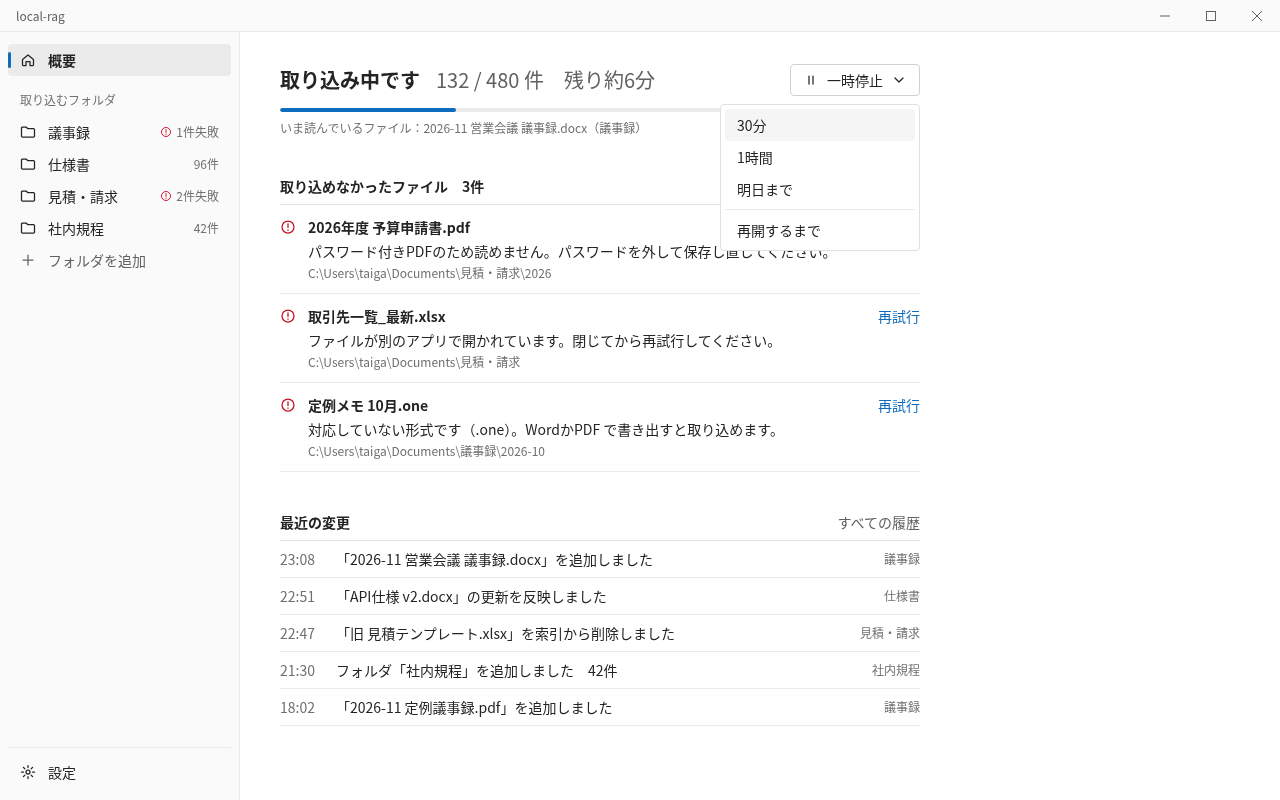 local-rag
概要
取り込むフォルダ
議事録 1件失敗
仕様書 96件
見積・請求 2件失敗
社内規程 42件
フォルダを追加
設定
取り込み中です 132 / 480 件 残り約6分
一時停止
いま読んでいるファイル：2026-11 営業会議 議事録.docx（議事録）
30分
1時間
明日まで
再開するまで
取り込めなかったファイル 3件
2026年度 予算申請書.pdf
パスワード付きPDFのため読めません。パスワードを外して保存し直してください。
C:\Users\taiga\Documents\見積・請求\2026
取引先一覧_最新.xlsx 再試行
ファイルが別のアプリで開かれています。閉じてから再試行してください。
C:\Users\taiga\Documents\見積・請求
定例メモ 10月.one 再試行
対応していない形式です（.one）。WordかPDF で書き出すと取り込めます。
C:\Users\taiga\Documents\議事録\2026-10
最近の変更 すべての履歴
23:08 「2026-11 営業会議 議事録.docx」を追加しました 議事録
22:51 「API仕様 v2.docx」の更新を反映しました 仕様書
22:47 「旧 見積テンプレート.xlsx」を索引から削除しました 見積・請求
21:30 フォルダ「社内規程」を追加しました 42件 社内規程
18:02 「2026-11 定例議事録.pdf」を追加しました 議事録